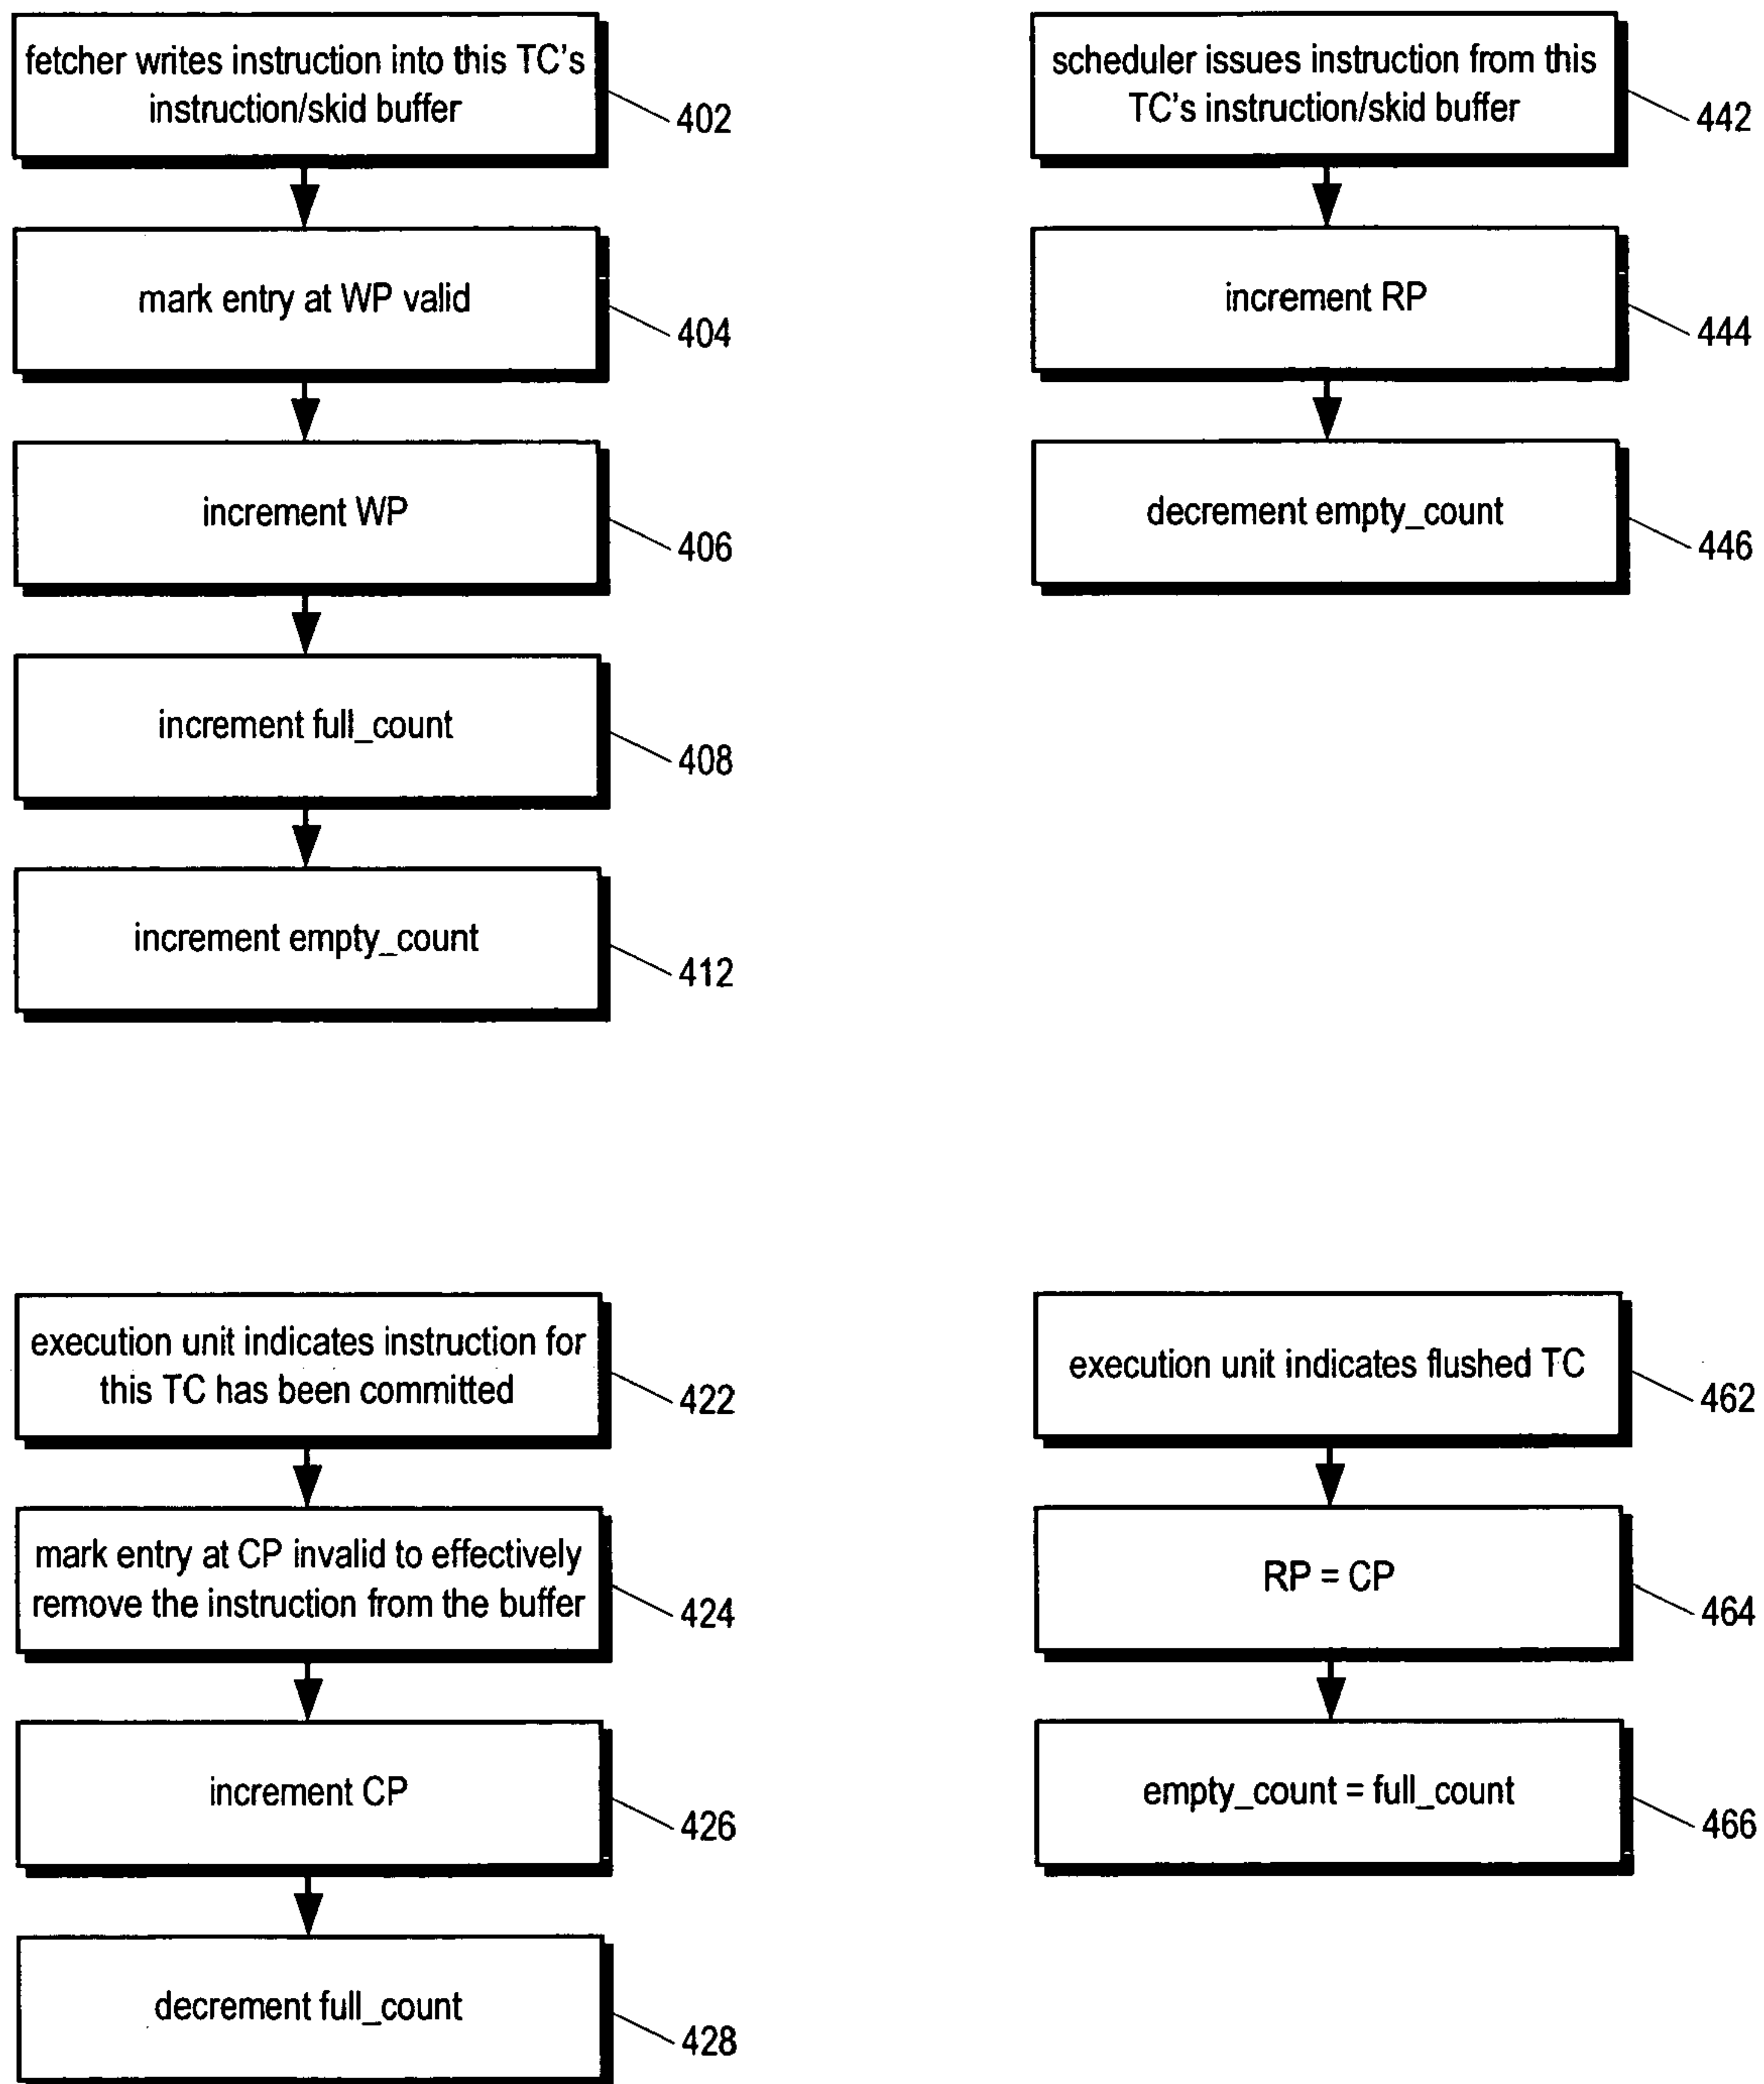 fetcher writes instruction into this TC's
instruction/skid buffer
402
mark entry at WP valid
404
increment WP
406
increment full_count
408
increment empty_count
412
scheduler issues instruction from this
TC's instruction/skid buffer
442
increment RP
444
decrement empty_count
446
execution unit indicates instruction for
this TC has been committed
422
mark entry at CP invalid to effectively
remove the instruction from the buffer
424
increment CP
426
decrement full_count
428
execution unit indicates flushed TC
462
RP = CP
464
empty_count = full_count
466